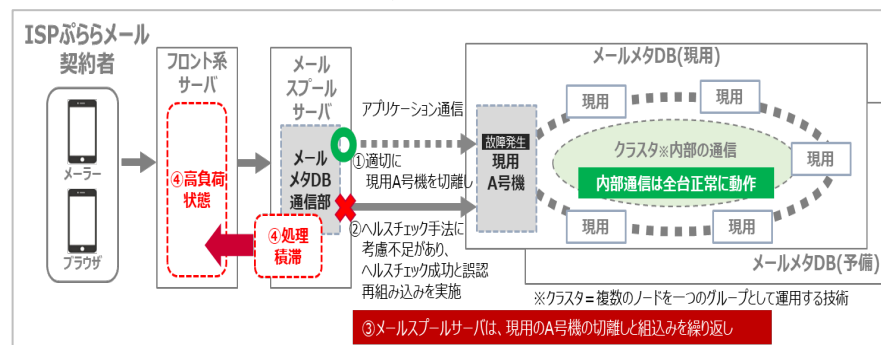 ISPぷららメール
契約者
メーラー
ブラウザ
フロント系
サーバ
④高負荷
状態
メール
スプール
サーバ
メール
メタDB
通信部
④処理
積滞
アプリケーション通信
①適切に
現用A号機を切離し
②ヘルスチェック手法に
考慮不足があり、
ヘルスチェック成功と誤認
再組み込みを実施
メールメタDB(現用)
故障発生
現用
A号機
現用
現用
現用
現用
現用
クラスタ※内部の通信
内部通信は全台正常に動作
メールメタDB(予備)
※クラスタ=複数のノードを一つのグループとして運用する技術
③メールスプールサーバは、現用のA号機の切離しと組込みを繰り返し